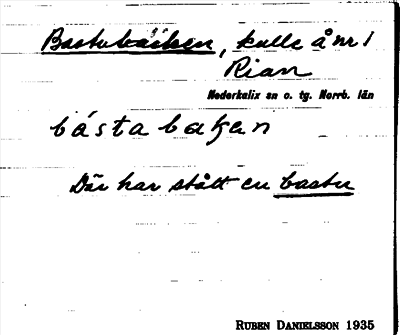 Bastubacken, kulle å nr 1
Rian
Nederkalix sn o. tg. Norrb. län
bástabakan
Där har stått en bastu
RUBEN DANIELSSON 1935